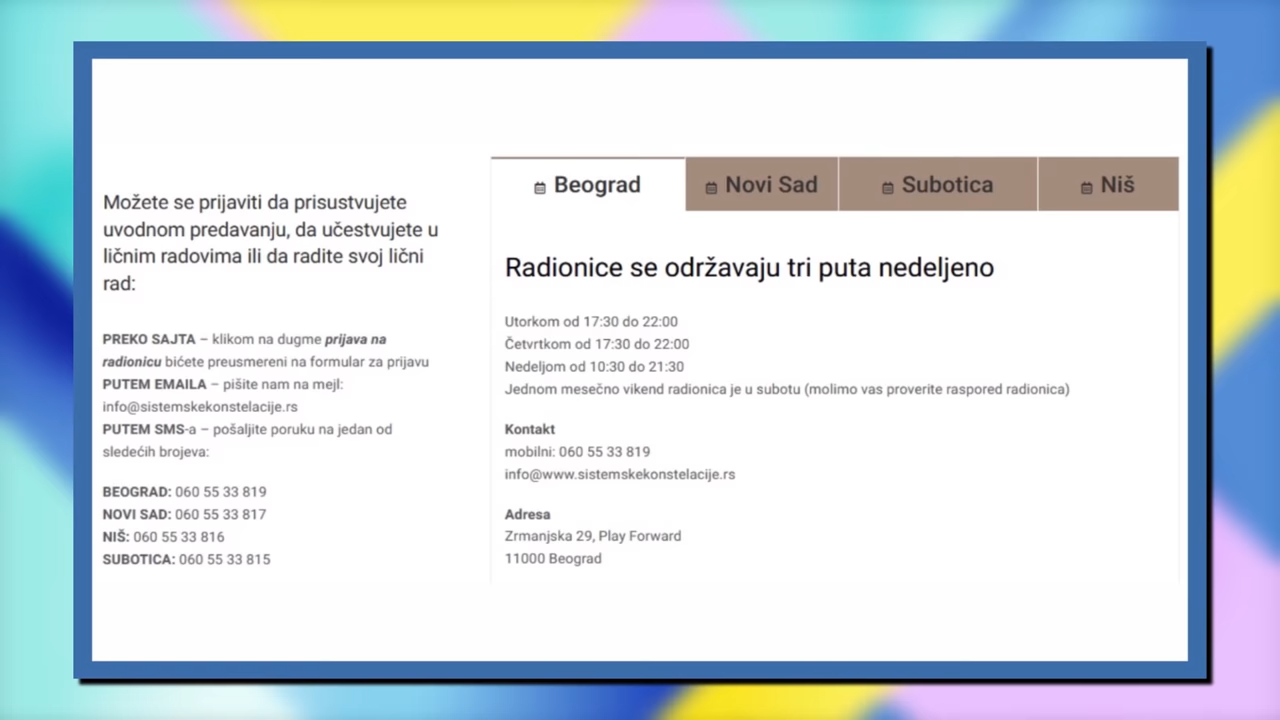 Možete se prijaviti da prisustvujete
uvodnom predavanju, da učestvujete u
ličnim radovima ili da radite svoj lični
rad:
PREKO SAJTA – klikom na dugme prijava na
radionicu bićete preusmereni na formular za prijavu
PUTEM EMAILA – pišite nam na mejl:
info@sistemskekonstelacije.rs
PUTEM SMS-a – pošaljite poruku na jedan od
sledećih brojeva:
BEOGRAD: 060 55 33 819
NOVI SAD: 060 55 33 817
NIŠ: 060 55 33 816
SUBOTICA: 060 55 33 815
Beograd
Novi Sad
Subotica
Niš
Radionice se održavaju tri puta nedeljeno
Utorkom od 17:30 do 22:00
Četvrtkom od 17:30 do 22:00
Nedeljom od 10:30 do 21:30
Jednom mesečno vikend radionica je u subotu (molimo vas proverite raspored radionica)
Kontakt
mobilni: 060 55 33 819
info@www.sistemskekonstelacije.rs
Adresa
Zrmanjska 29, Play Forward
11000 Beograd